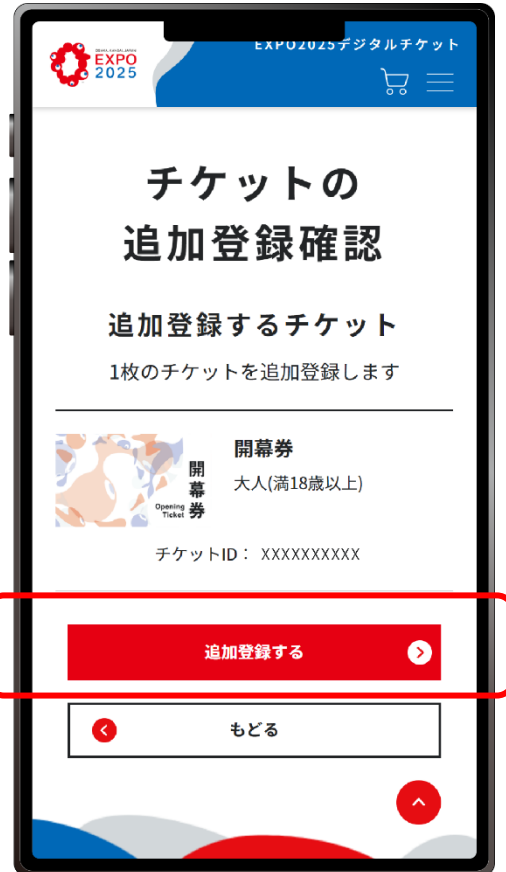 OSAKA, KANSAI, JAPAN
EXPO
2025
EXPO2025デジタルチケット
チケットの
追加登録確認
追加登録するチケット
1枚のチケットを追加登録します
開幕券
Opening
Ticket
開幕券
大人(満18歳以上)
チケットID： XXXXXXXXXX
追加登録する
もどる